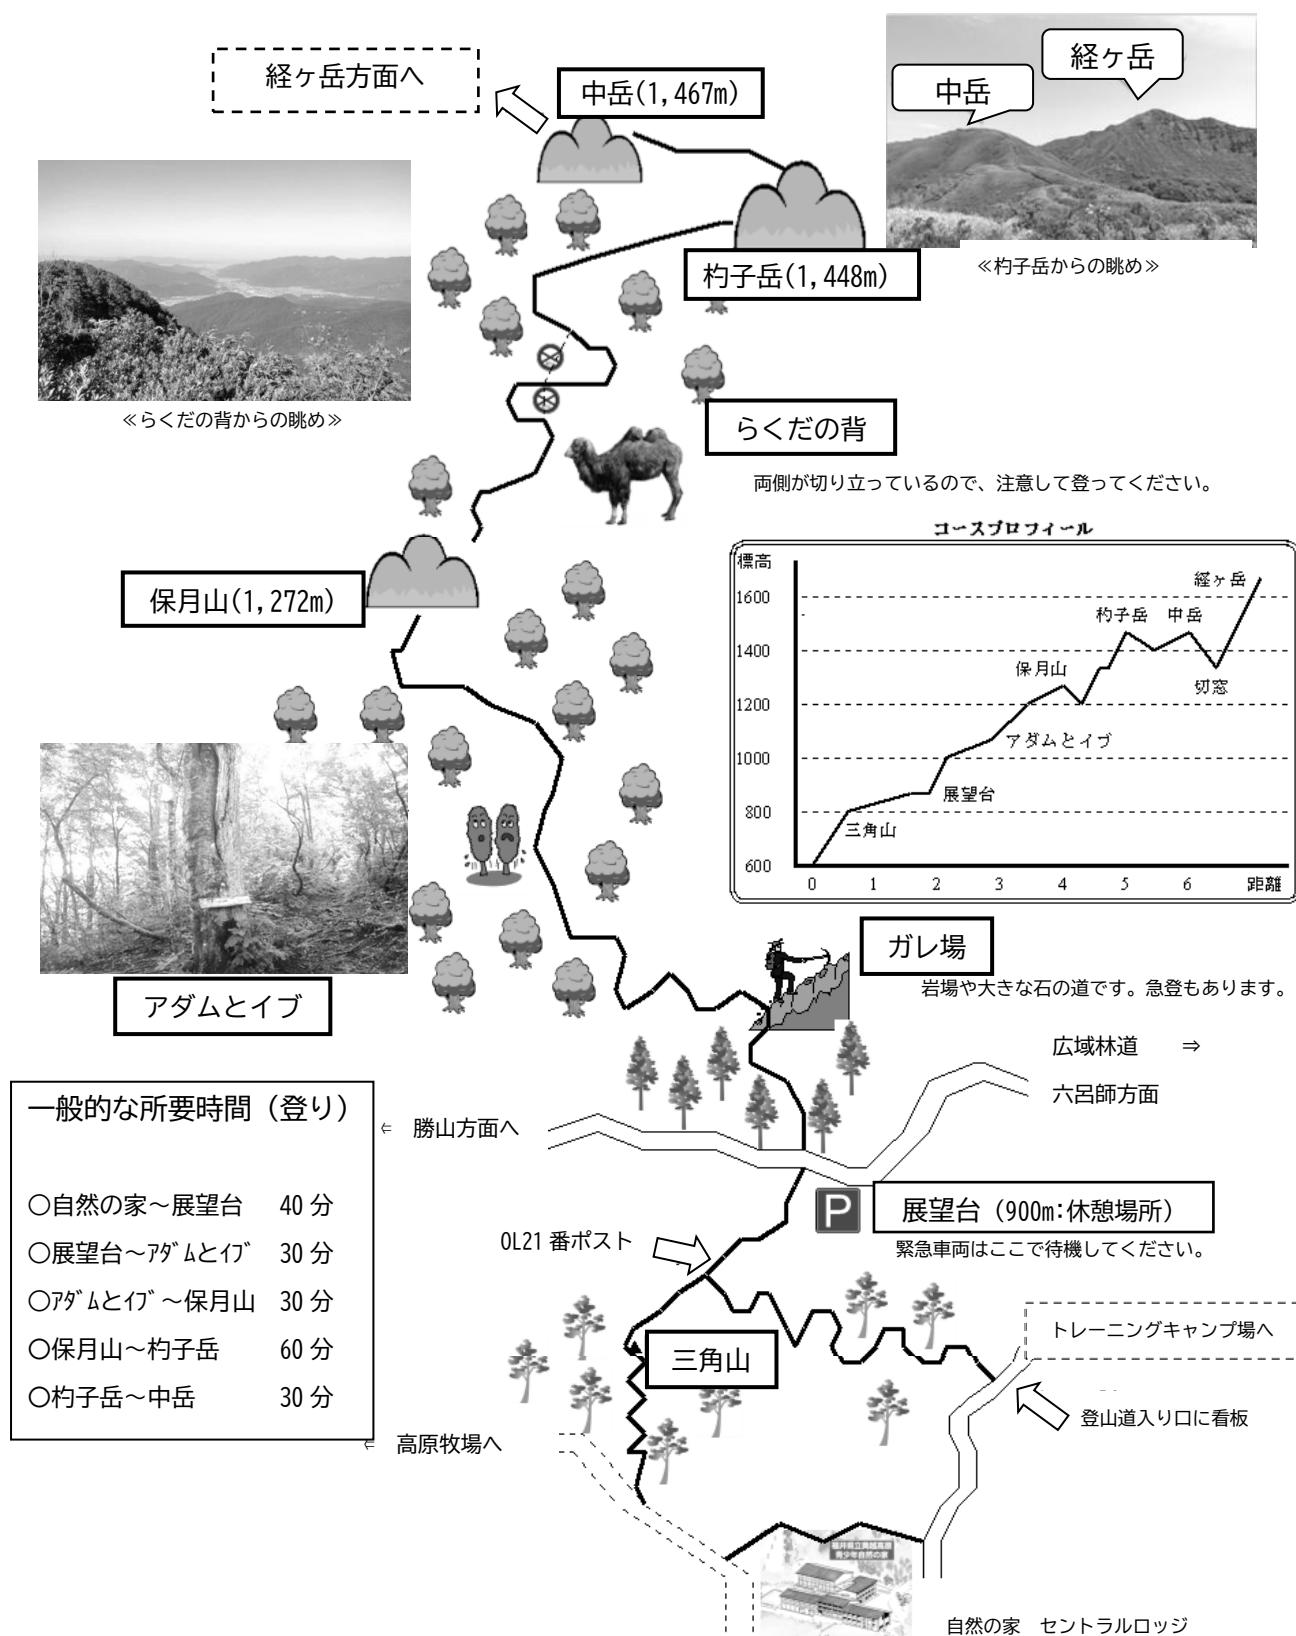 経ヶ岳方面へ
中岳(1,467m)
中岳
経ヶ岳
杓子岳(1,448m)
≪杓子岳からの眺め≫
≪らくだの背からの眺め≫
らくだの背
両側が切り立っているので、注意して登ってください。
保月山(1,272m)
コースプロフィール
標高
1600
1400
1200
1000
800
600
経ヶ岳
杓子岳
中岳
保月山
切窓
アダムとイブ
展望台
三角山
0 1 2 3 4 5 6 距離
アダムとイブ
ガレ場
岩場や大きな石の道です。急登もあります。
広域林道 ⇒
六呂師方面
⇐ 勝山方面へ
一般的な所要時間（登り）
○自然の家～展望台 40分
○展望台～アダムとイブ 30分
○アダムとイブ～保月山 30分
○保月山～杓子岳 60分
○杓子岳～中岳 30分
P
展望台（900m:休憩場所）
緊急車両はここで待機してください。
OL21番ポスト
三角山
トレーニングキャンプ場へ
登山道入り口に看板
⇐ 高原牧場へ
福井県立奥越高原
青少年自然の家
自然の家 セントラルロッジ